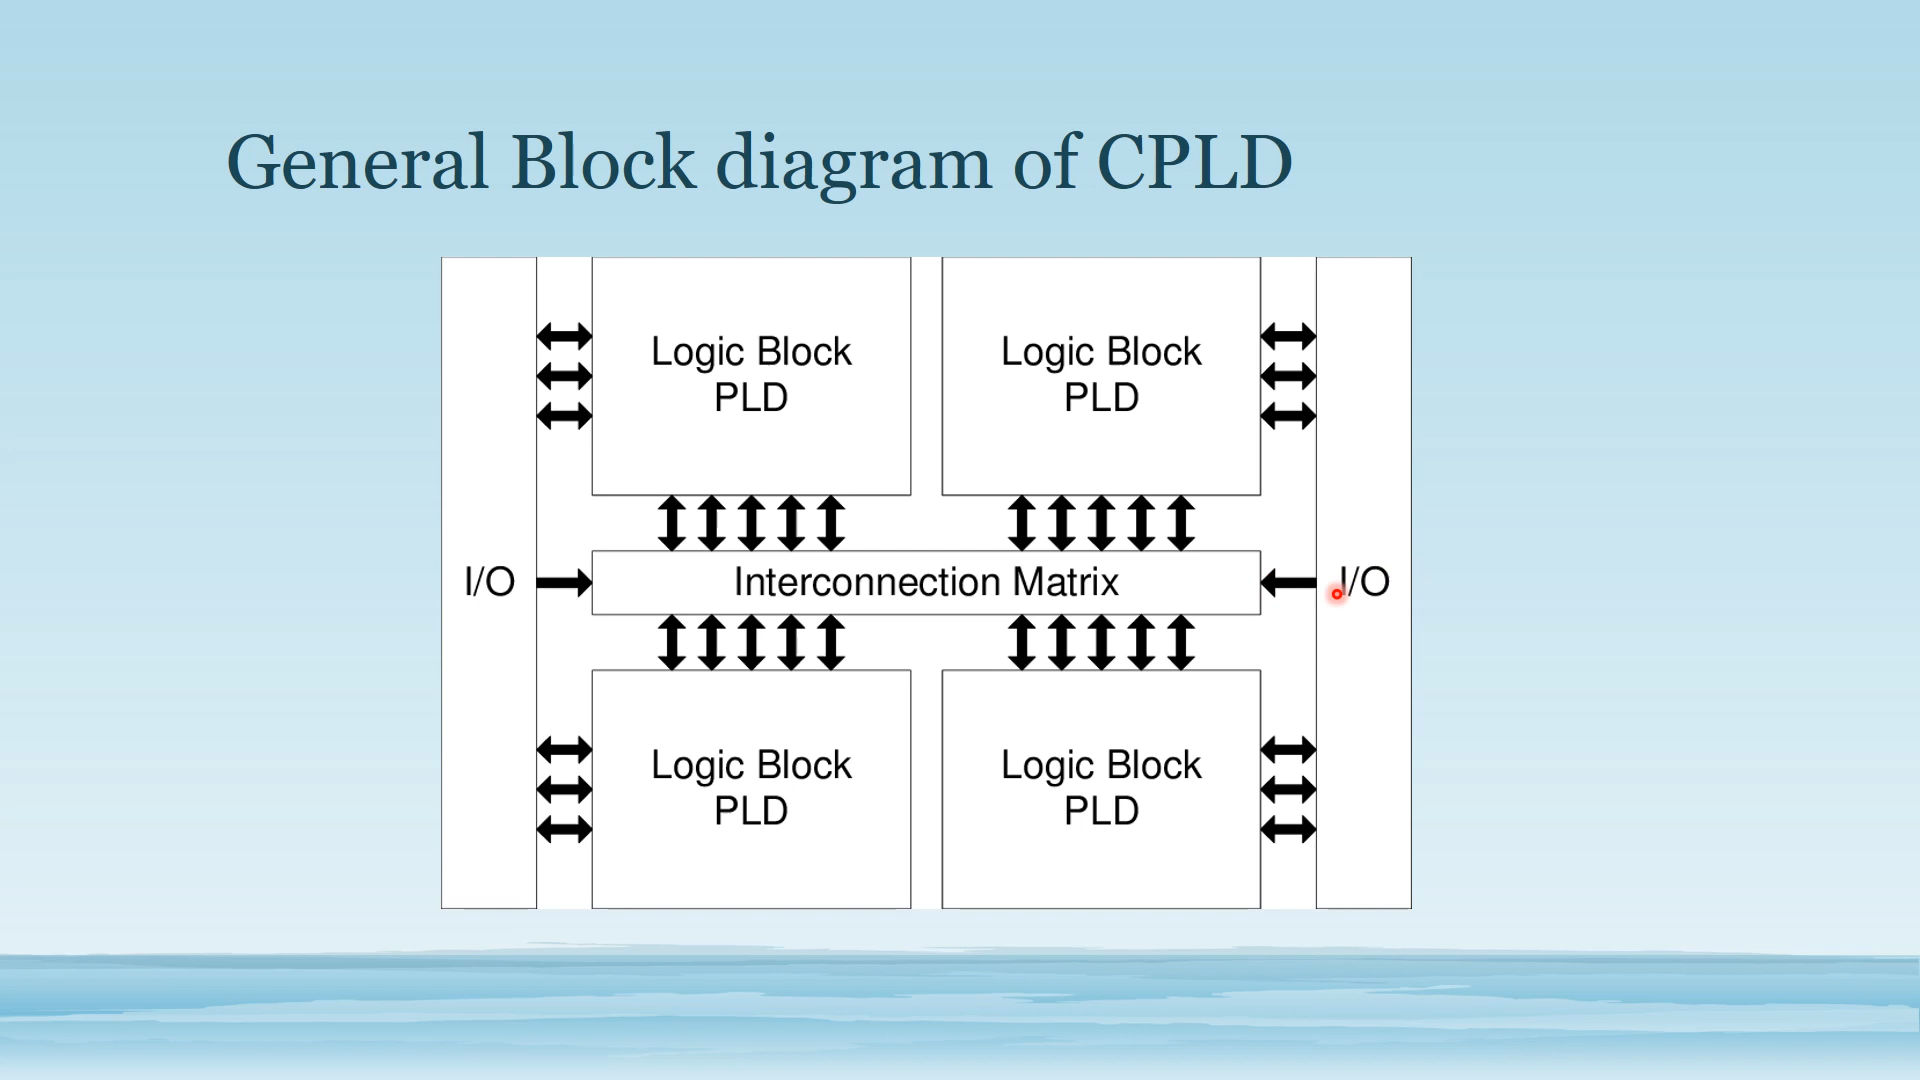 General Block diagram of CPLD
Logic Block
PLD
Logic Block
PLD
I/O
Interconnection Matrix
I/O
Logic Block
PLD
Logic Block
PLD